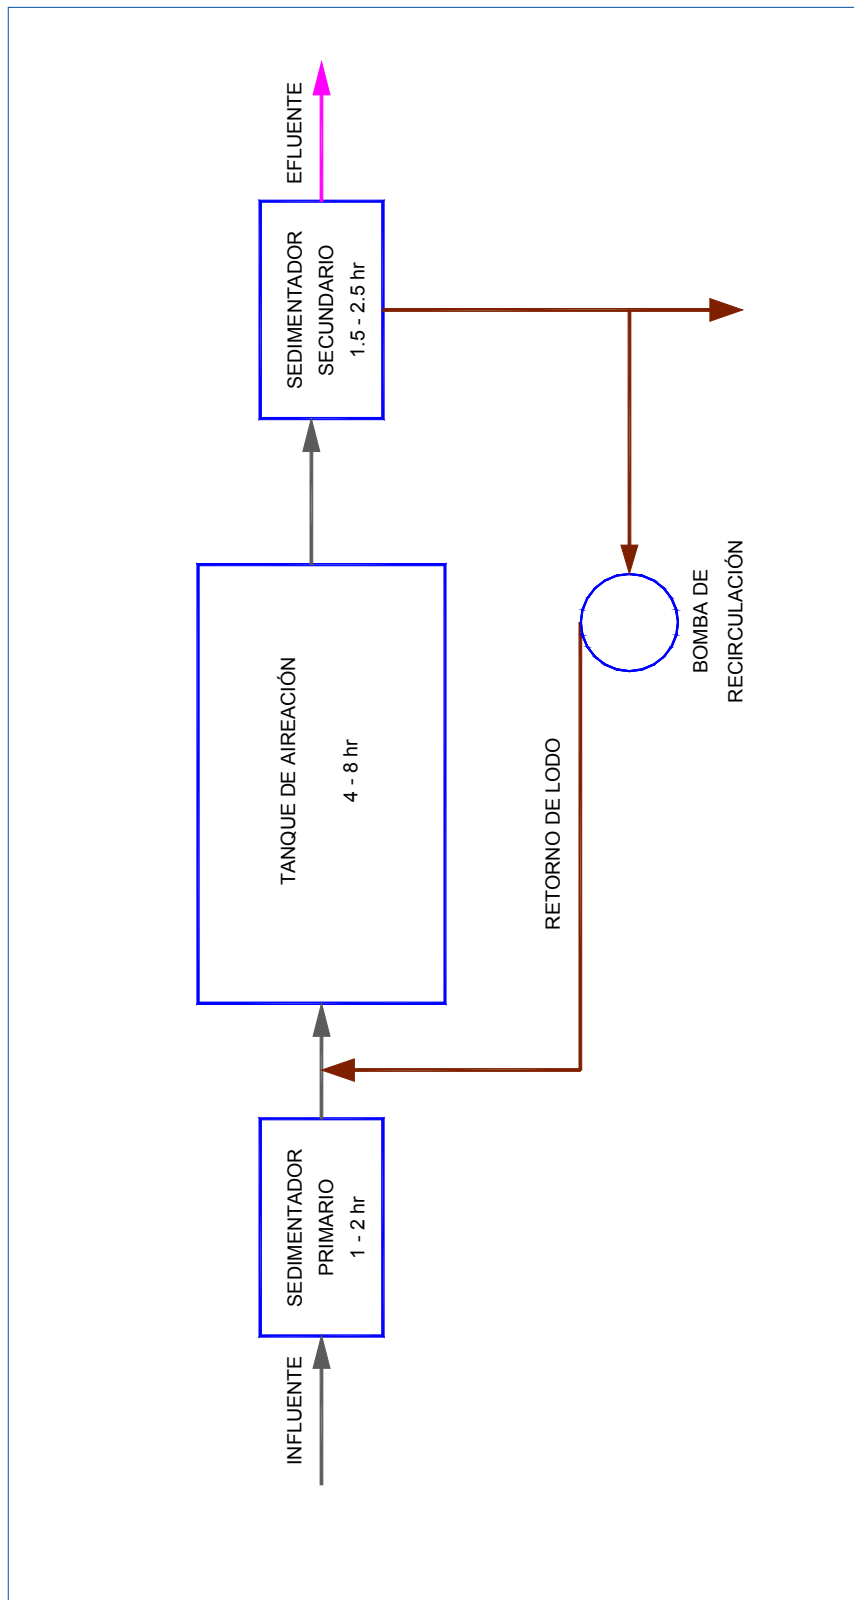 INFLUENTE
SEDIMENTADOR
PRIMARIO
1 - 2 hr
TANQUE DE AIREACIÓN
4 - 8 hr
SEDIMENTADOR
SECUNDARIO
1.5 - 2.5 hr
EFLUENTE
RETORNO DE LODO
BOMBA DE
RECIRCULACIÓN